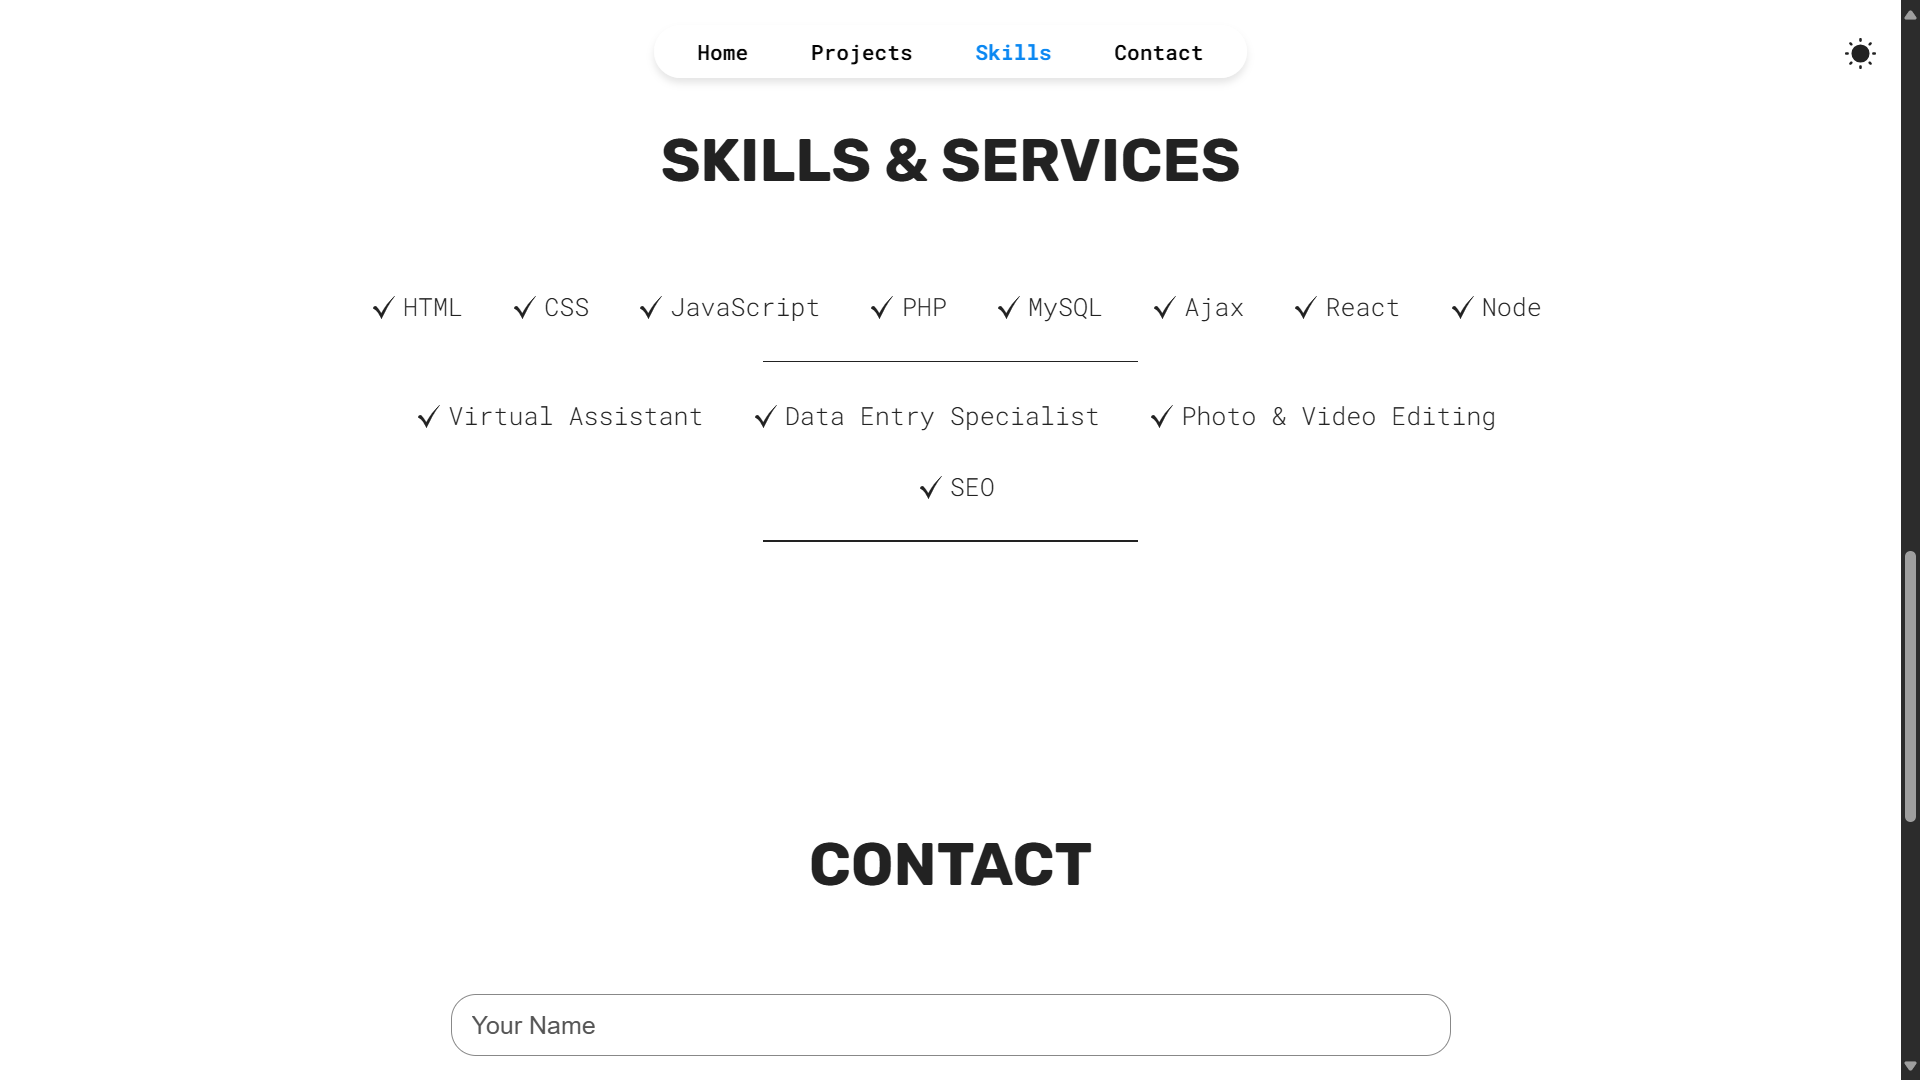 Home Projects Skills Contact
SKILLS & SERVICES
✓ HTML ✓ CSS ✓ JavaScript ✓ PHP ✓ MySQL ✓ Ajax ✓ React ✓ Node
✓ Virtual Assistant ✓ Data Entry Specialist ✓ Photo & Video Editing
✓ SEO
CONTACT
Your Name